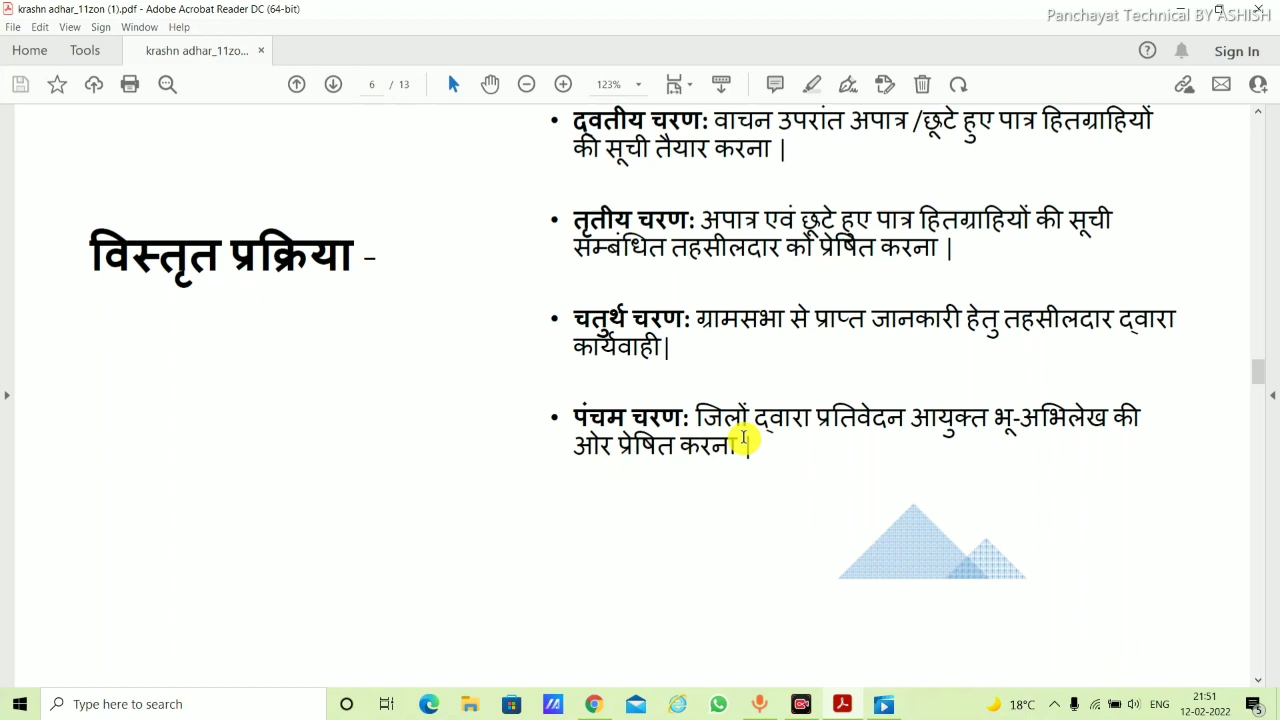 krashn adhar_11zon (1).pdf - Adobe Acrobat Reader DC (64-bit)
Panchayat Technical BY ASHISH
File Edit View Sign Window Help
Home Tools krashn adhar_11zo... × Sign In
6 / 13 123%
• द्वतीय चरण: वाचन उपरांत अपात्र /छूटे हुए पात्र हितग्राहियों
की सूची तैयार करना |
• तृतीय चरण: अपात्र एवं छूटे हुए पात्र हितग्राहियों की सूची
सम्बंधित तहसीलदार को प्रेषित करना |
विस्तृत प्रक्रिया -
• चतुर्थ चरण: ग्रामसभा से प्राप्त जानकारी हेतु तहसीलदार द्वारा
कार्यवाही|
• पंचम चरण: जिलों द्वारा प्रतिवेदन आयुक्त भू-अभिलेख की
ओर प्रेषित करना |
Type here to search
18°C ENG 21:51
12-02-2022 5